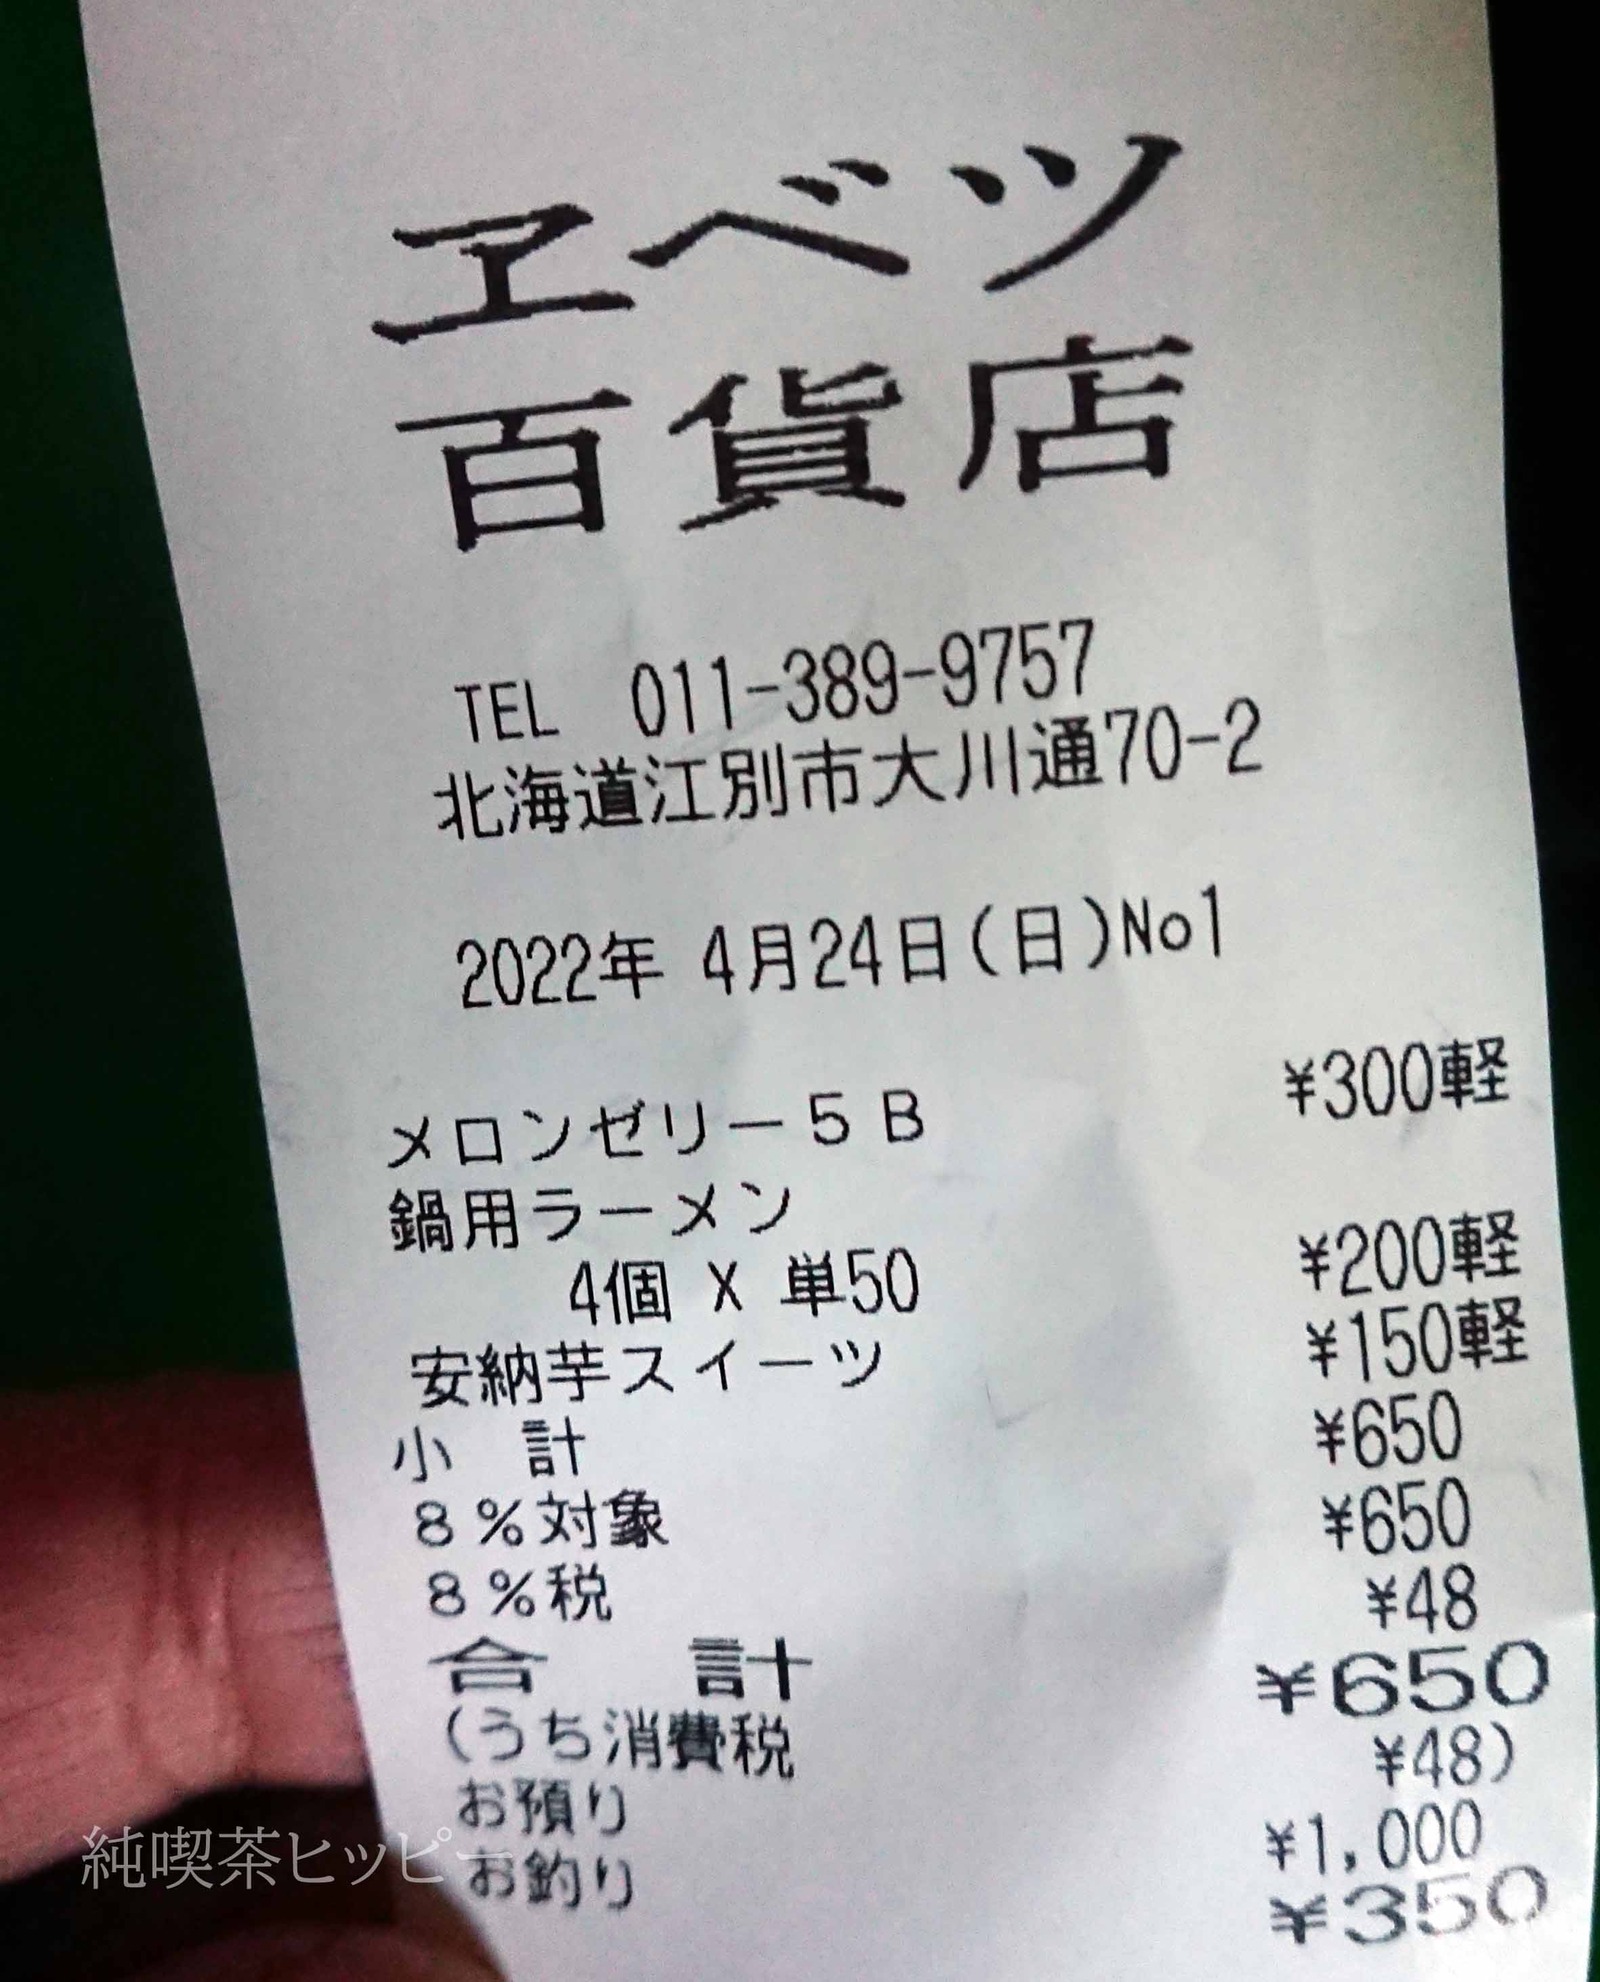 ヱベツ
百貨店
TEL 011-389-9757
北海道江別市大川通70-2
2022年 4月24日(日)No1
メロンゼリー5B ¥300軽
鍋用ラーメン
4個 X 単50 ¥200軽
安納芋スイーツ ¥150軽
小 計 ¥650
8%対象 ¥650
8%税 ¥48
合 計 ¥650
(うち消費税 ¥48)
お預り ¥1,000
お釣り ¥350
純喫茶ヒッピー